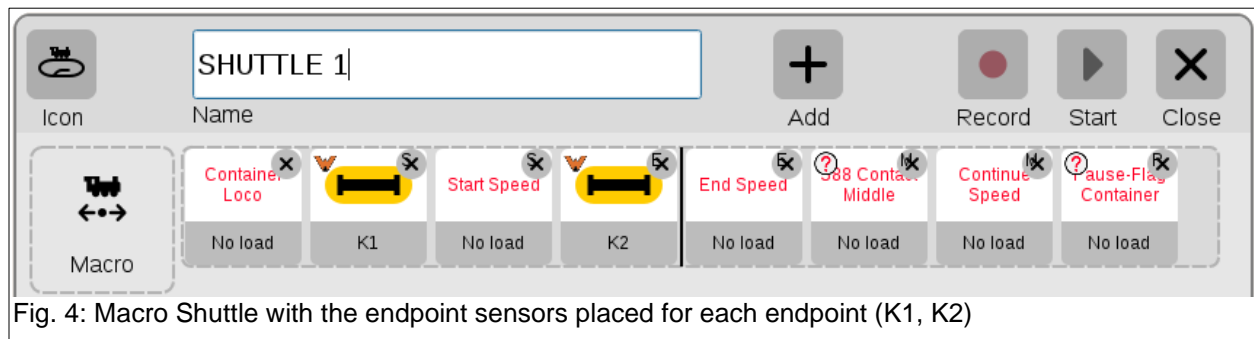 SHUTTLE 1
Icon
Name
Add
Record
Start
Close
Container
Loco
Start Speed
End Speed
S88 Contact
Middle
Continue
Speed
Pause-Flag
Container
No load
K1
No load
K2
No load
No load
No load
No load
Macro
Fig. 4: Macro Shuttle with the endpoint sensors placed for each endpoint (K1, K2)